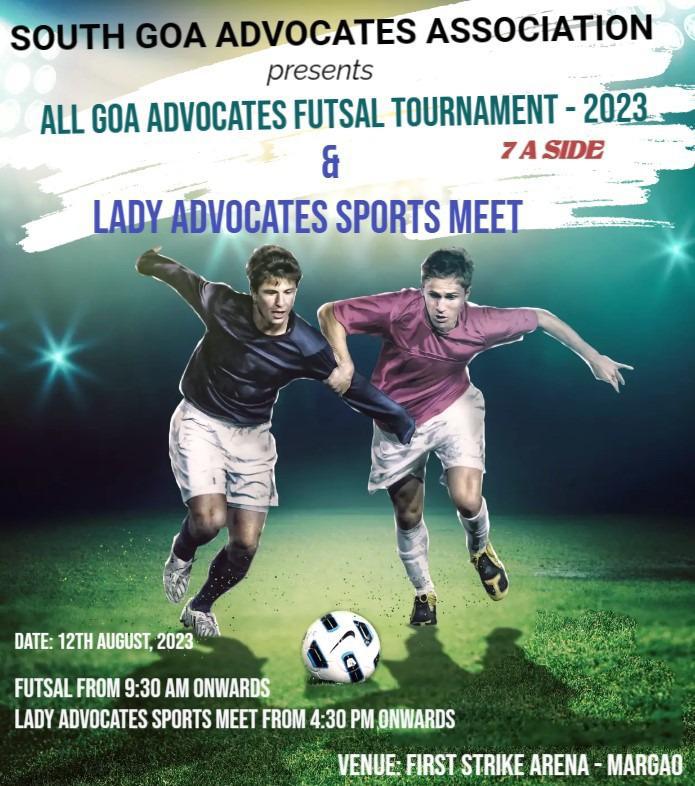 SOUTH GOA ADVOCATES ASSOCIATION
presents
ALL GOA ADVOCATES FUTSAL TOURNAMENT - 2023
& 7 A SIDE
LADY ADVOCATES SPORTS MEET
DATE: 12TH AUGUST, 2023
FUTSAL FROM 9:30 AM ONWARDS
LADY ADVOCATES SPORTS MEET FROM 4:30 PM ONWARDS
VENUE: FIRST STRIKE ARENA - MARGAO